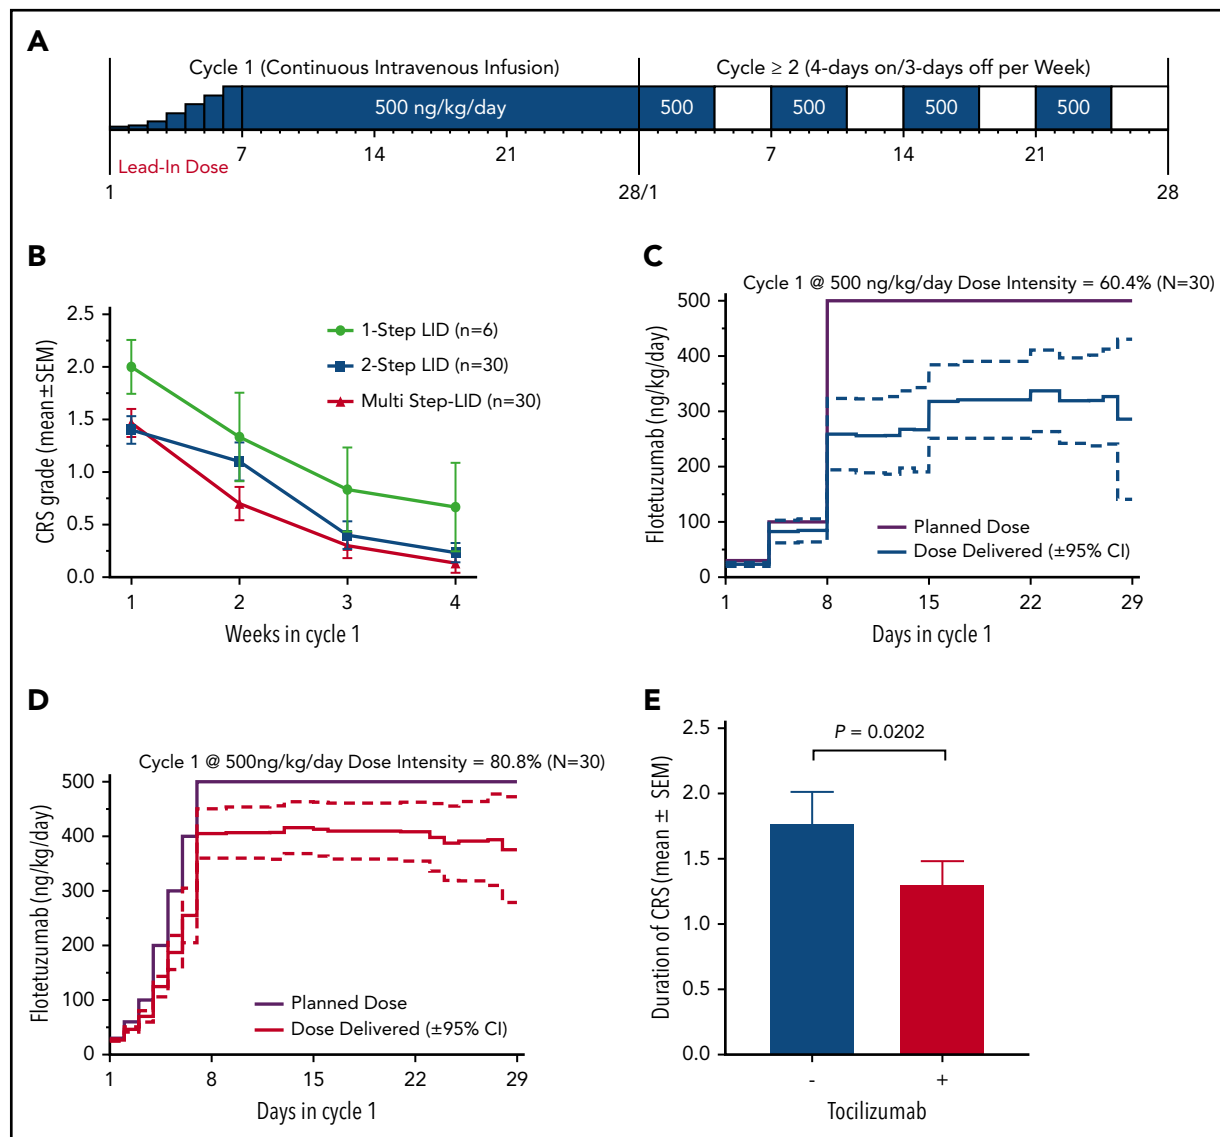 A
Cycle 1 (Continuous Intravenous Infusion)
Cycle ≥ 2 (4-days on/3-days off per Week)
500 ng/kg/day
500
500
500
500
Lead-In Dose
7
14
21
7
14
21
1
28/1
28
B
CRS grade (mean±SEM)
2.5
2.0
1.5
1.0
0.5
0.0
1-Step LID (n=6)
2-Step LID (n=30)
Multi Step-LID (n=30)
1
2
3
4
Weeks in cycle 1
C
Cycle 1 @ 500 ng/kg/day Dose Intensity = 60.4% (N=30)
Flotetuzumab (ng/kg/day)
500
400
300
200
100
0
Planned Dose
Dose Delivered (±95% CI)
1
8
15
22
29
Days in cycle 1
D
Cycle 1 @ 500ng/kg/day Dose Intensity = 80.8% (N=30)
Flotetuzumab (ng/kg/day)
500
400
300
200
100
0
Planned Dose
Dose Delivered (±95% CI)
1
8
15
22
29
Days in cycle 1
E
Duration of CRS (mean ± SEM)
2.5
2.0
1.5
1.0
0.5
0.0
P = 0.0202
-
+
Tocilizumab